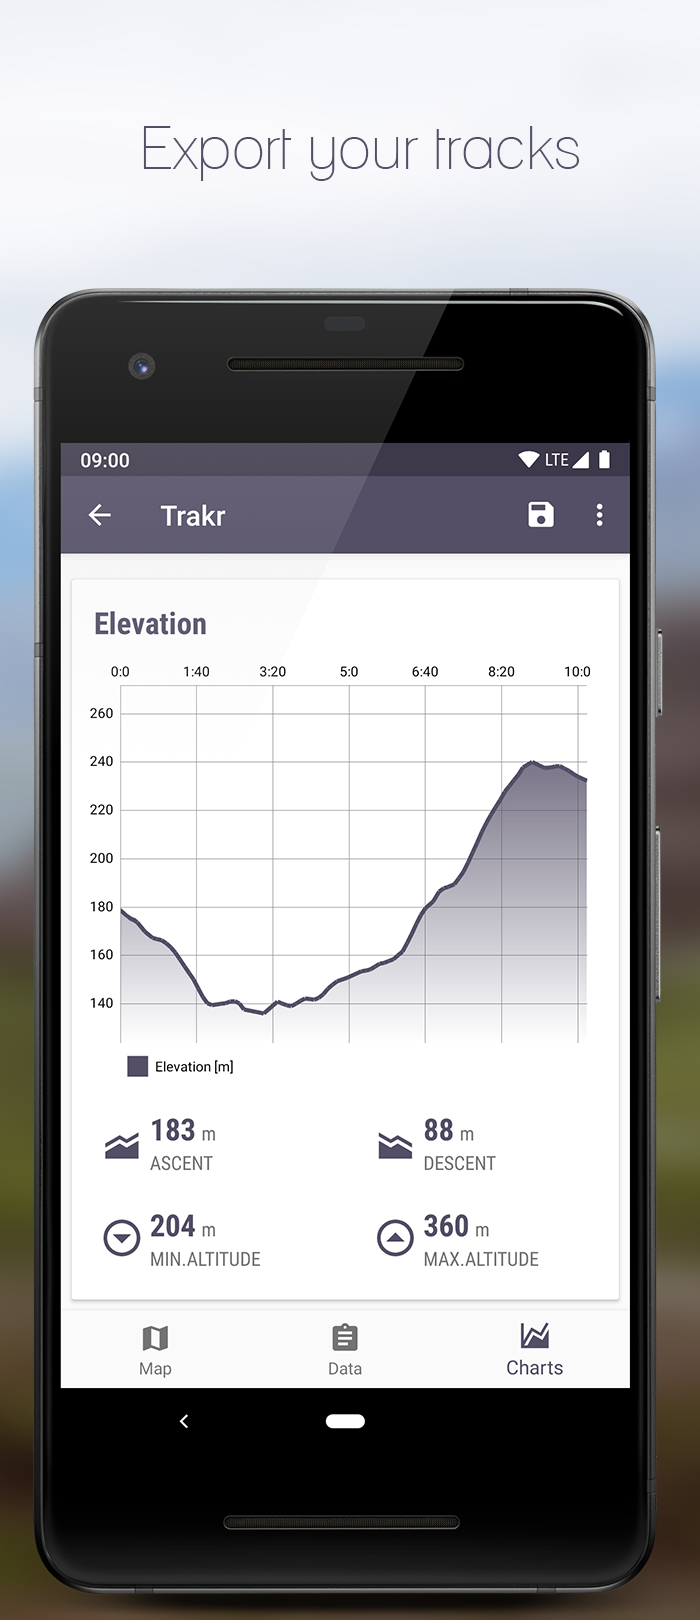 Export your tracks
09:00 LTE
Trakr
Elevation
0:0 1:40 3:20 5:0 6:40 8:20 10:0
260
240
220
200
180
160
140
Elevation [m]
183 m 88 m
ASCENT DESCENT
204 m 360 m
MIN.ALTITUDE MAX.ALTITUDE
Map Data Charts